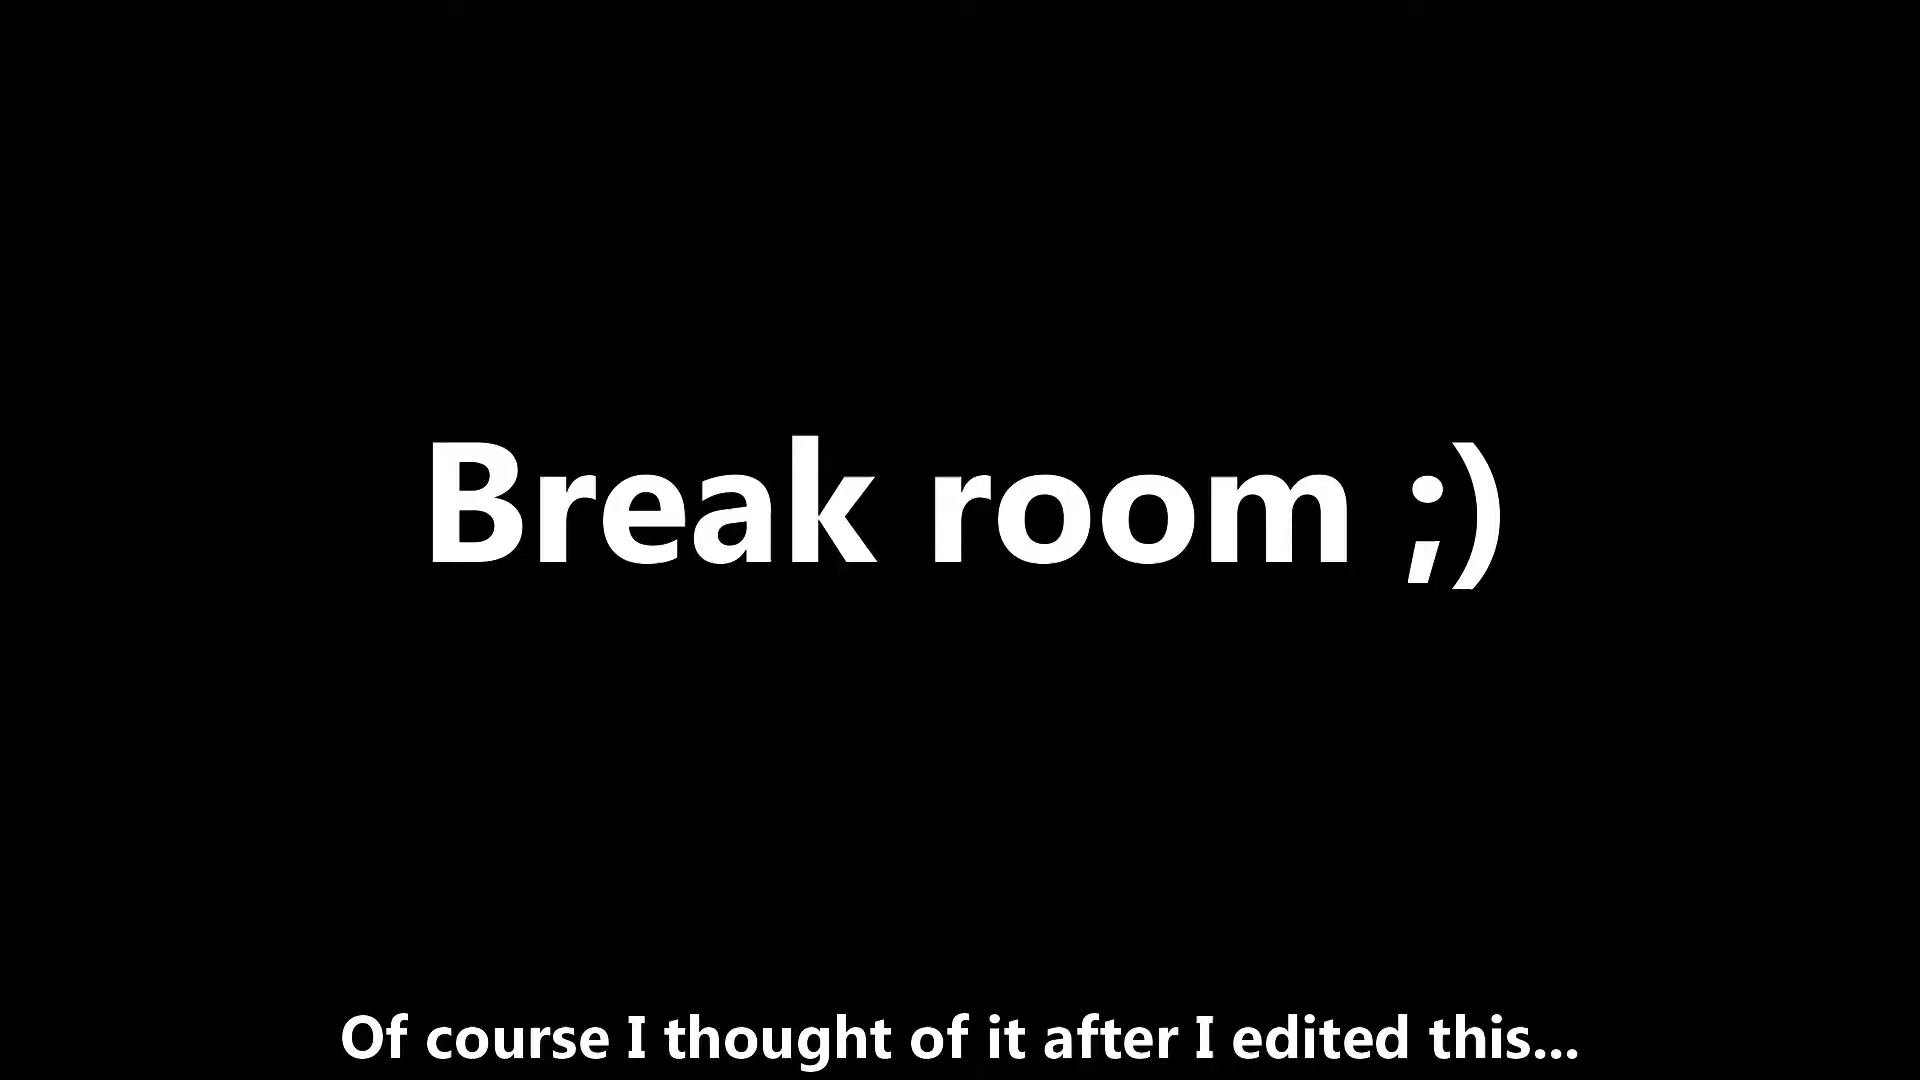 Break room ;)
Of course I thought of it after I edited this...